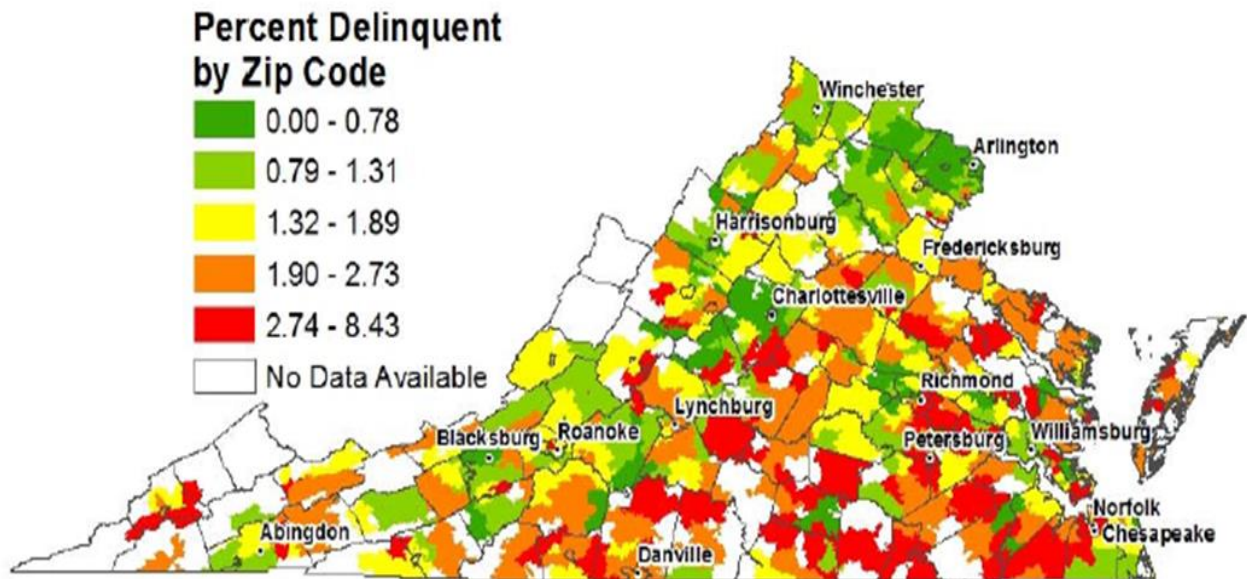 Percent Delinquent
by Zip Code
0.00 - 0.78
0.79 - 1.31
1.32 - 1.89
1.90 - 2.73
2.74 - 8.43
No Data Available
Winchester
Arlington
Harrisonburg
Fredericksburg
Charlottesville
Richmond
Lynchburg
Blacksburg
Roanoke
Petersburg
Williamsburg
Norfolk
Chesapeake
Abingdon
Danville